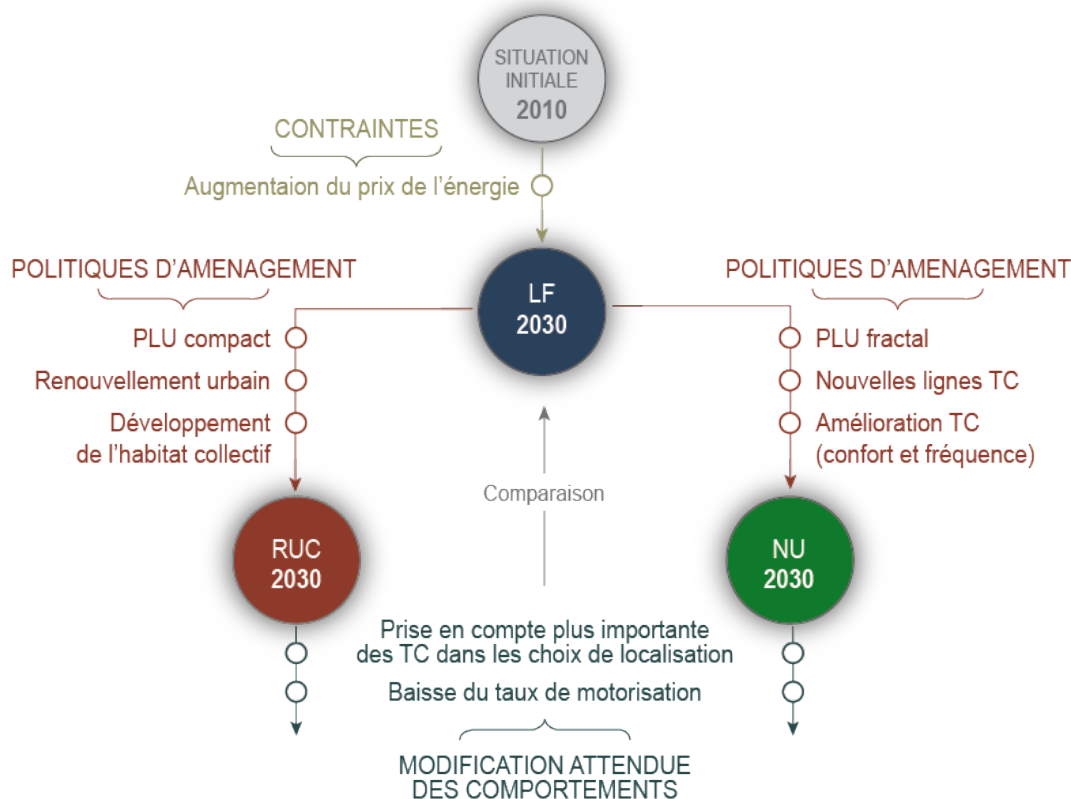 SITUATION
INITIALE
2010
CONTRAINTES
Augmentaion du prix de l'énergie
LF
2030
POLITIQUES D'AMENAGEMENT
PLU compact
Renouvellement urbain
Développement
de l'habitat collectif
POLITIQUES D'AMENAGEMENT
PLU fractal
Nouvelles lignes TC
Amélioration TC
(confort et fréquence)
Comparaison
RUC
2030
NU
2030
Prise en compte plus importante
des TC dans les choix de localisation
Baisse du taux de motorisation
MODIFICATION ATTENDUE
DES COMPORTEMENTS